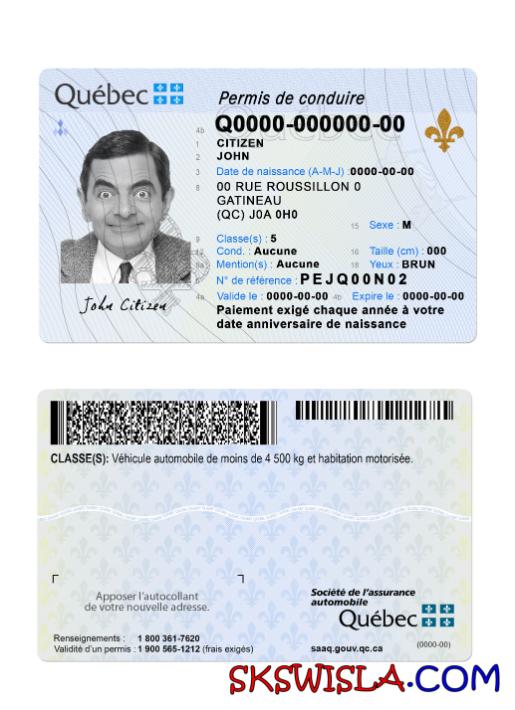 Québec
Permis de conduire
4b Q0000-000000-00
1 CITIZEN
2 JOHN
3 Date de naissance (A-M-J) :0000-00-00
8 00 RUE ROUSSILLON 0
GATINEAU
(QC) J0A 0H0
15 Sexe : M
9 Classe(s) : 5
12 Cond. : Aucune 16 Taille (cm) : 000
9a Mention(s) : Aucune 18 Yeux : BRUN
N° de référence : PEJQ00N02
4a Valide le : 0000-00-00 4b Expire le : 0000-00-00
Paiement exigé chaque année à votre
date anniversaire de naissance
John Citizen
CLASSE(S): Véhicule automobile de moins de 4 500 kg et habitation motorisée.
Apposer l'autocollant
de votre nouvelle adresse.
Société de l'assurance
automobile
Québec
Renseignements : 1 800 361-7620
Validité d'un permis : 1 900 565-1212 (frais exigés)
saaq.gouv.qc.ca
(0000-00)
SKSWISLA.COM